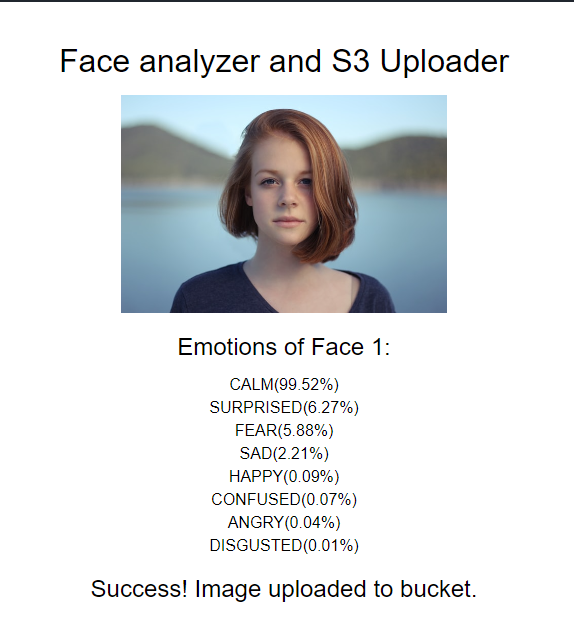 Face analyzer and S3 Uploader
Emotions of Face 1:
CALM(99.52%)
SURPRISED(6.27%)
FEAR(5.88%)
SAD(2.21%)
HAPPY(0.09%)
CONFUSED(0.07%)
ANGRY(0.04%)
DISGUSTED(0.01%)
Success! Image uploaded to bucket.